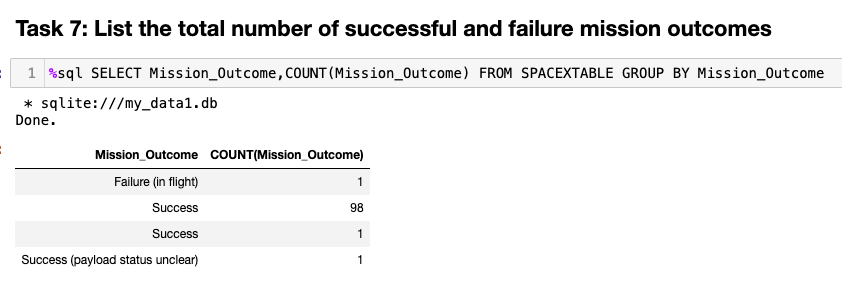 Task 7: List the total number of successful and failure mission outcomes
1 %sql SELECT Mission_Outcome,COUNT(Mission_Outcome) FROM SPACEXTABLE GROUP BY Mission_Outcome
* sqlite:///my_data1.db
Done.
Mission_Outcome COUNT(Mission_Outcome)
Failure (in flight) 1
Success 98
Success 1
Success (payload status unclear) 1